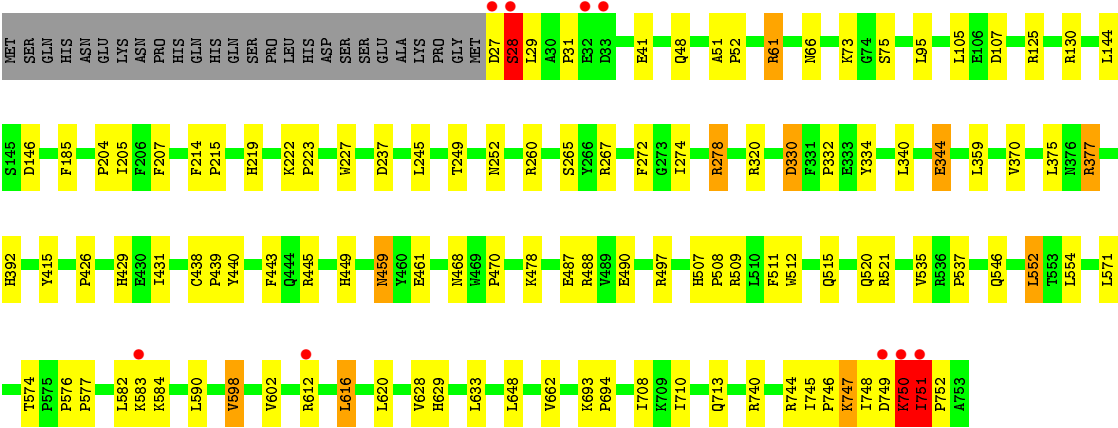 MET SER GLN HIS ASN GLU LYS ASN PRO HIS GLN HIS GLN SER PRO LEU HIS ASP SER SER GLU ALA LYS PRO GLY MET D27 S28 L29 A30 P31 E32 D33 E41 Q48 A51 P52 R61 N66 K73 G74 S75 L95 L105 E106 D107 R125 R130 L144
S145 D146 F185 P204 I205 F206 F207 F214 P215 H219 K222 P223 W227 D237 L245 T249 N252 R260 S265 Y266 R267 F272 G273 I274 R278 R320 D330 F331 P332 E333 Y334 L340 E344 L359 V370 L375 N376 R377
H392 Y415 P426 H429 E430 I431 C438 P439 Y440 F443 Q444 R445 H449 N459 Y460 E461 N468 W469 P470 K478 E487 R488 V489 E490 R497 H507 P508 R509 L510 F511 W512 Q515 Q520 R521 V535 R536 P537 Q546 L552 T553 L554 L571
T574 P575 P576 P577 L582 K583 K584 L590 V598 V602 R612 L616 L620 V628 H629 L633 L648 V662 K693 P694 I708 K709 I710 Q713 R740 R744 I745 P746 K747 I748 D749 K750 I751 P752 A753